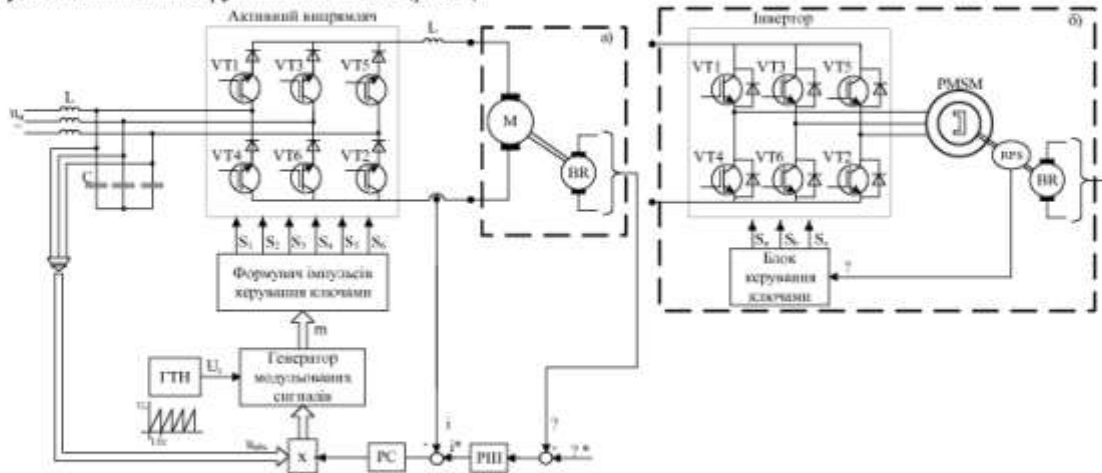 Активний випрямляч
L
а)
Інвертор
б)
VT1
VT3
VT5
VT1
VT3
VT5
PMSM
L
M
VT4
VT6
VT2
VT4
VT6
VT2
RPS
BR
BR
C
S1
S2
S3
S4
S5
S6
Формувач імпульсів
керування ключами
Блок
керування
ключами
?
m
ГТН
Генератор
модульованих
сигналів
i
i*
?
? *
x
РС
РШ